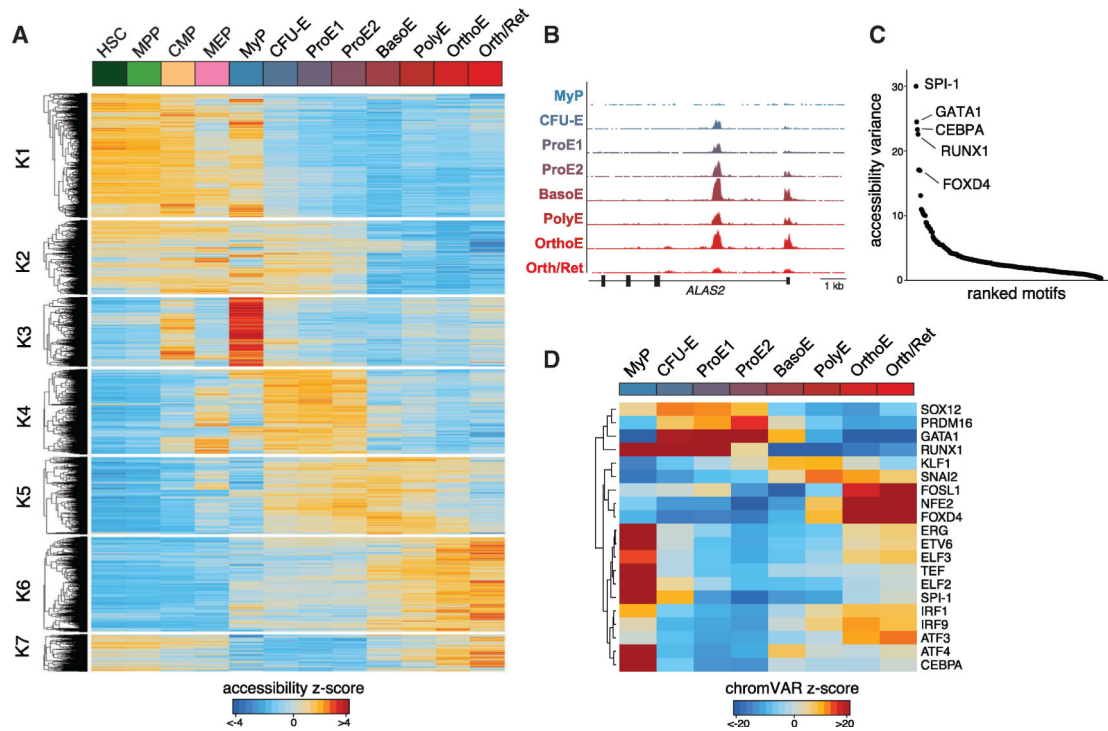 A
HSC MPP CMP MEP MyP CFU-E ProE1 ProE2 BasoE PolyE OrthoE Orth/Ret
K1
K2
K3
K4
K5
K6
K7
accessibility z-score
<-4 0 >4
B
MyP
CFU-E
ProE1
ProE2
BasoE
PolyE
OrthoE
Orth/Ret
ALAS2
1 kb
C
accessibility variance
30
20
10
0
SPI-1
GATA1
CEBPA
RUNX1
FOXD4
ranked motifs
D
MyP CFU-E ProE1 ProE2 BasoE PolyE OrthoE Orth/Ret
SOX12
PRDM16
GATA1
RUNX1
KLF1
SNAI2
FOSL1
NFE2
FOXD4
ERG
ETV6
ELF3
TEF
ELF2
SPI-1
IRF1
IRF9
ATF3
ATF4
CEBPA
chromVAR z-score
<-20 0 >20